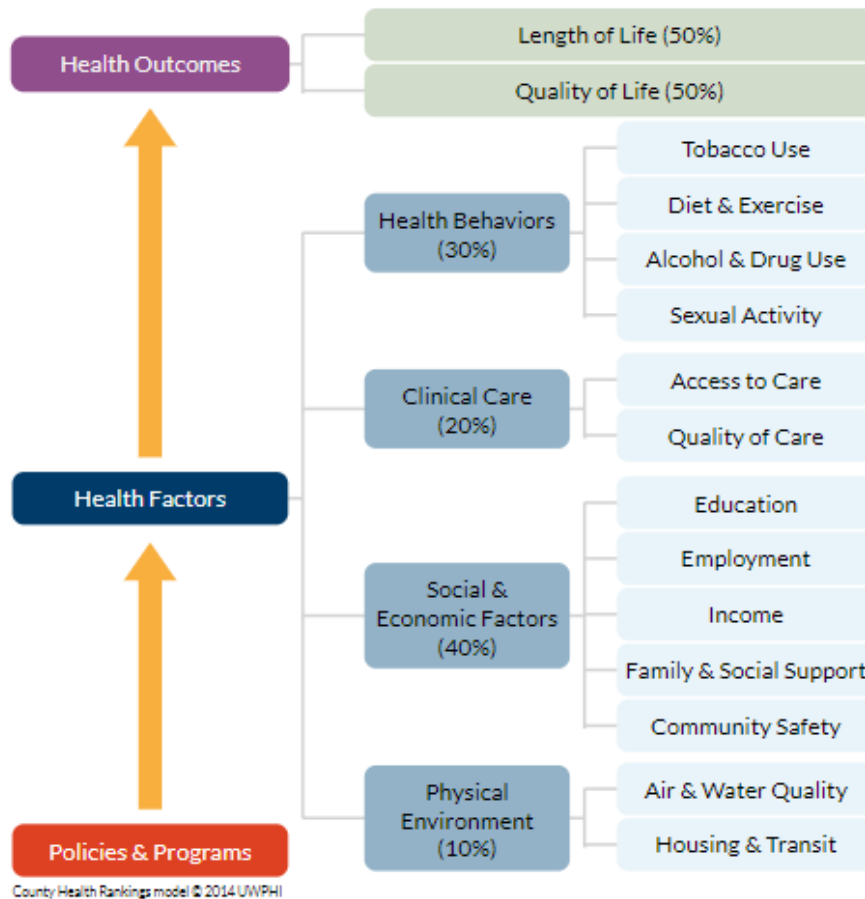 Health Outcomes
Length of Life (50%)
Quality of Life (50%)
Health Factors
Health Behaviors
(30%)
Tobacco Use
Diet & Exercise
Alcohol & Drug Use
Sexual Activity
Clinical Care
(20%)
Access to Care
Quality of Care
Social &
Economic Factors
(40%)
Education
Employment
Income
Family & Social Support
Community Safety
Physical
Environment
(10%)
Air & Water Quality
Housing & Transit
Policies & Programs
County Health Rankings model © 2014 UWPHI